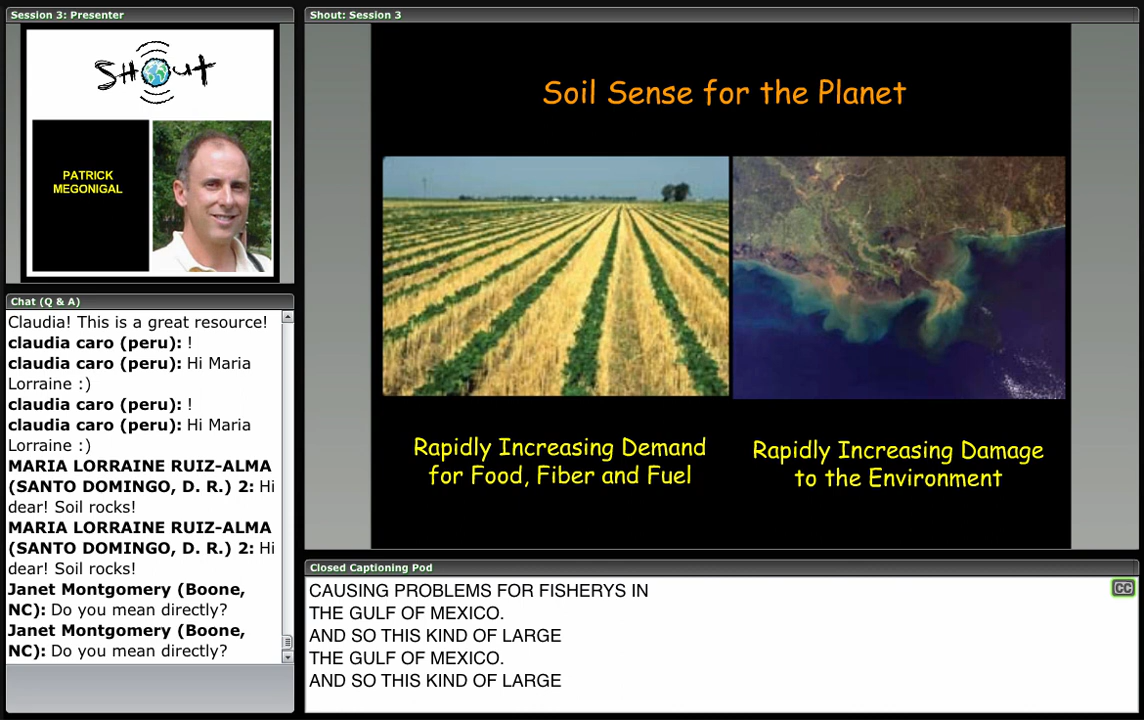 Session 3: Presenter
SHOUT
PATRICK
MEGONIGAL
Chat (Q & A)
Claudia! This is a great resource!
claudia caro (peru): !
claudia caro (peru): Hi Maria
Lorraine :)
claudia caro (peru): !
claudia caro (peru): Hi Maria
Lorraine :)
MARIA LORRAINE RUIZ-ALMA
(SANTO DOMINGO, D. R.) 2: Hi
dear! Soil rocks!
MARIA LORRAINE RUIZ-ALMA
(SANTO DOMINGO, D. R.) 2: Hi
dear! Soil rocks!
Janet Montgomery (Boone,
NC): Do you mean directly?
Janet Montgomery (Boone,
NC): Do you mean directly?
Shout: Session 3
Soil Sense for the Planet
Rapidly Increasing Demand
for Food, Fiber and Fuel
Rapidly Increasing Damage
to the Environment
Closed Captioning Pod
CC
CAUSING PROBLEMS FOR FISHERYS IN
THE GULF OF MEXICO.
AND SO THIS KIND OF LARGE
THE GULF OF MEXICO.
AND SO THIS KIND OF LARGE